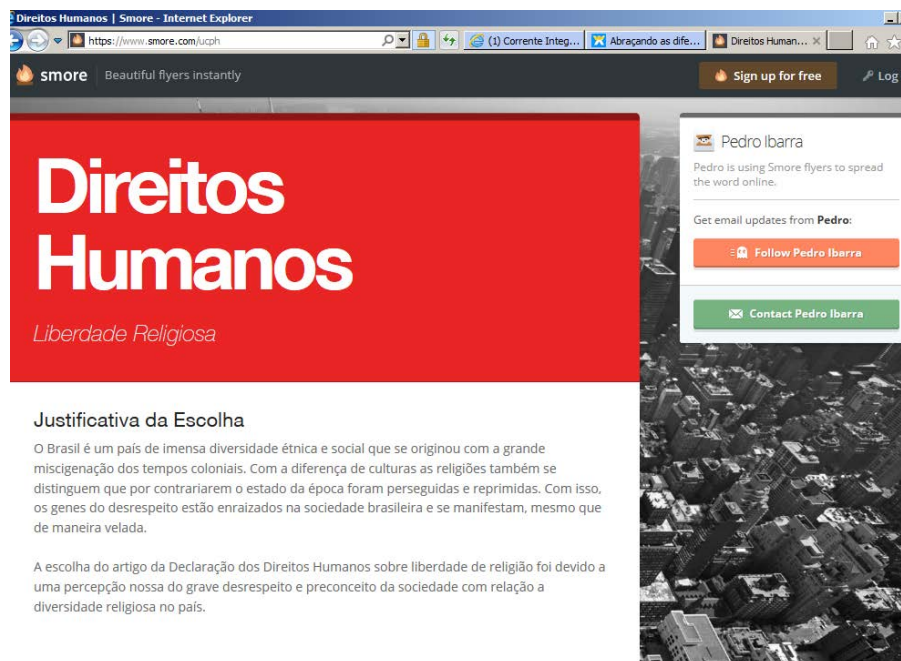 Direitos Humanos | Smore - Internet Explorer
https://www.smore.com/ucph
(1) Corrente Integ...
Abraçando as dife...
Direitos Human...
smore
Beautiful flyers instantly
Sign up for free
Log
Direitos
Humanos
Liberdade Religiosa
Pedro Ibarra
Pedro is using Smore flyers to spread
the word online.
Get email updates from Pedro:
Follow Pedro Ibarra
Contact Pedro Ibarra
Justificativa da Escolha
O Brasil é um país de imensa diversidade étnica e social que se originou com a grande
miscigenação dos tempos coloniais. Com a diferença de culturas as religiões também se
distinguem que por contrariarem o estado da época foram perseguidas e reprimidas. Com isso,
os genes do desrespeito estão enraizados na sociedade brasileira e se manifestam, mesmo que
de maneira velada.
A escolha do artigo da Declaração dos Direitos Humanos sobre liberdade de religião foi devido a
uma percepção nossa do grave desrespeito e preconceito da sociedade com relação a
diversidade religiosa no país.